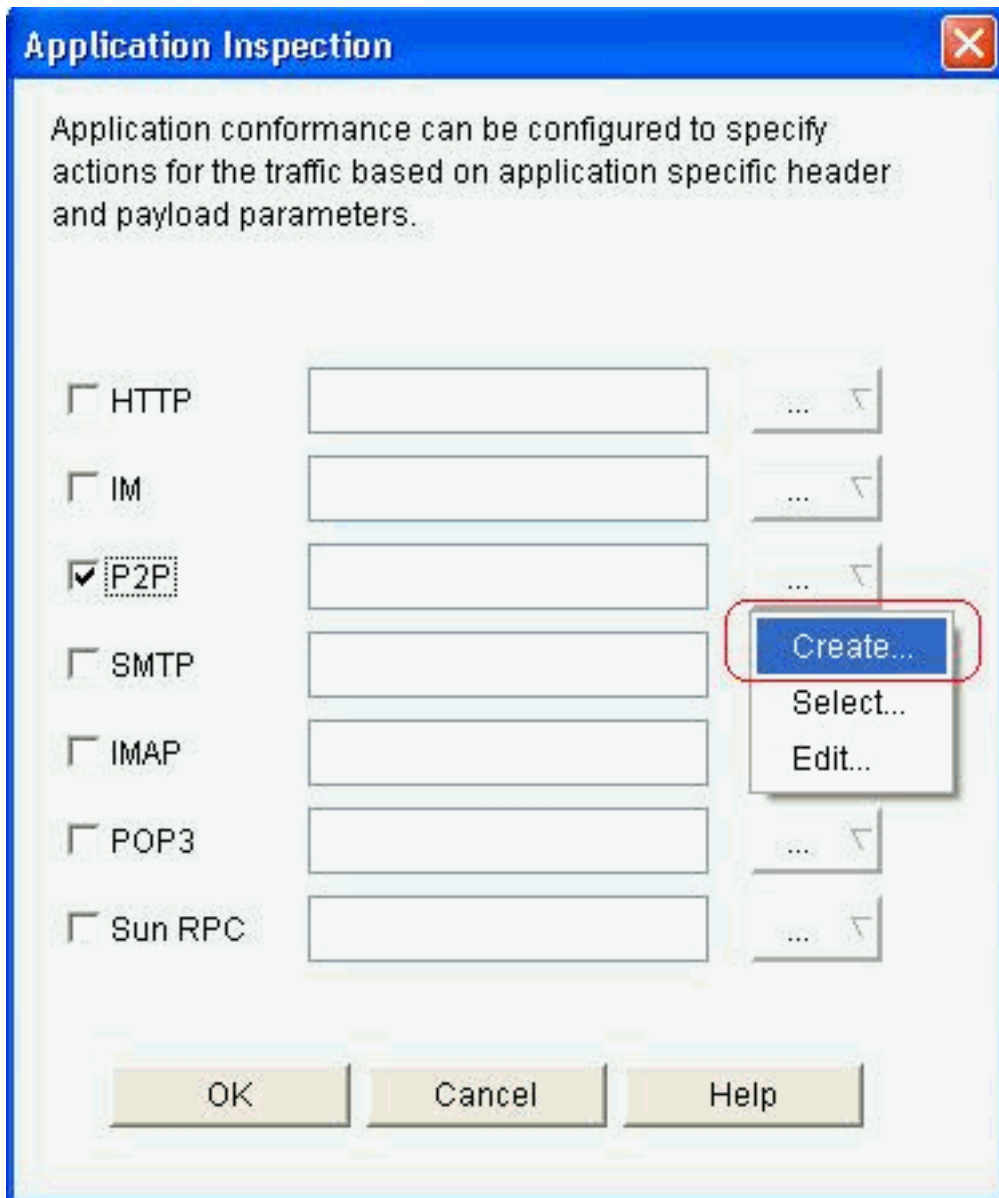 Application Inspection
Application conformance can be configured to specify
actions for the traffic based on application specific header
and payload parameters.
HTTP ...
IM ...
P2P ...
Create...
SMTP
Select...
IMAP
Edit...
POP3 ...
Sun RPC ...
OK Cancel Help